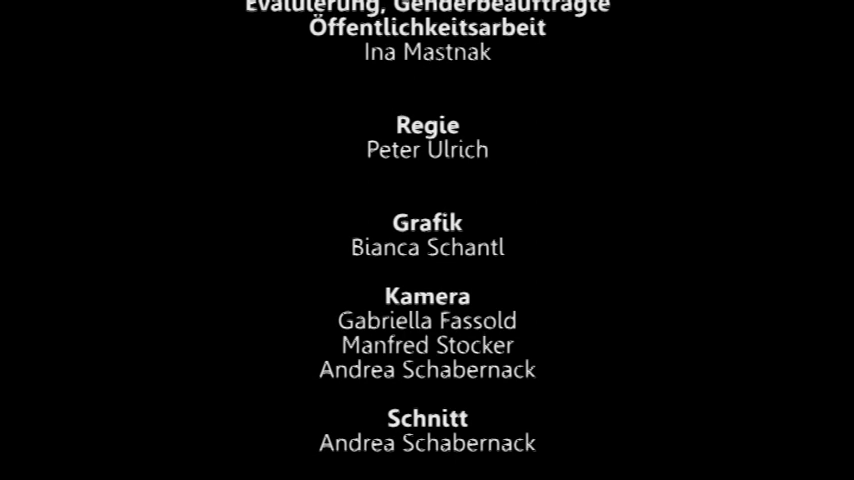 Evaluierung, Genderbeauftragte
Öffentlichkeitsarbeit
Ina Mastnak
Regie
Peter Ulrich
Grafik
Bianca Schantl
Kamera
Gabriella Fassold
Manfred Stocker
Andrea Schabernack
Schnitt
Andrea Schabernack